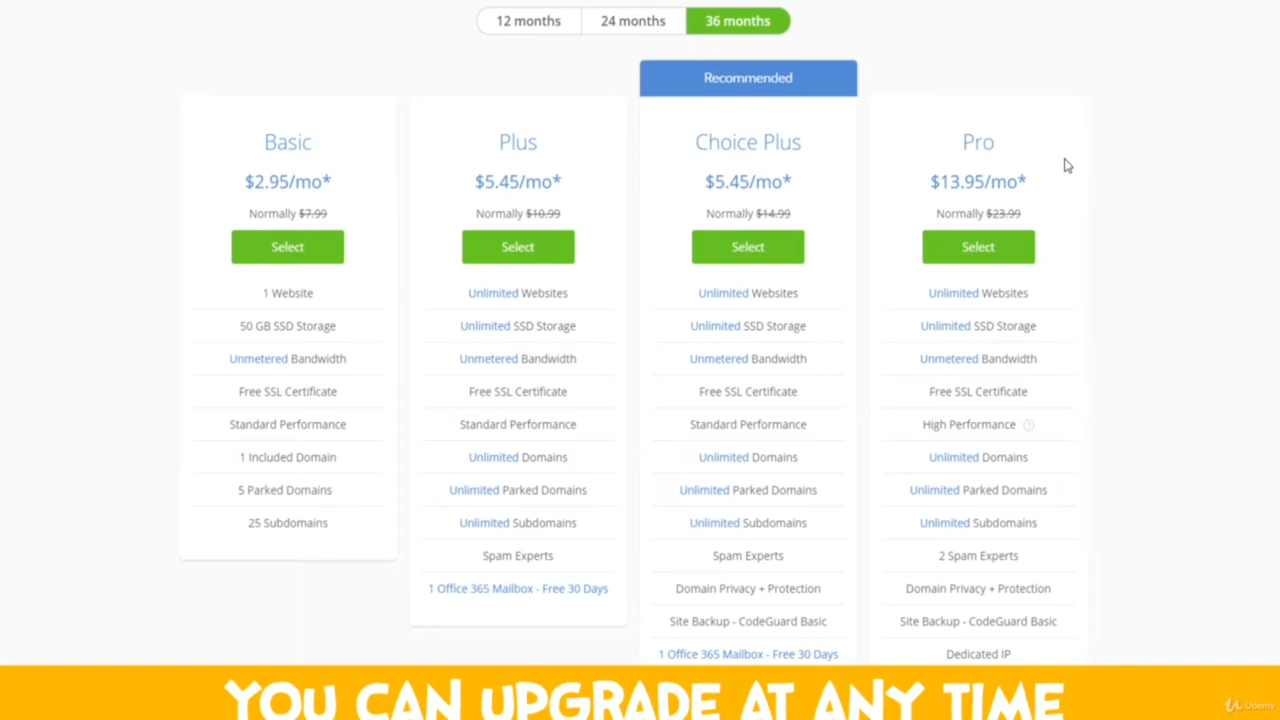 12 months 24 months 36 months
Recommended
Basic
$2.95/mo*
Normally $7.99
Select
1 Website
50 GB SSD Storage
Unmetered Bandwidth
Free SSL Certificate
Standard Performance
1 Included Domain
5 Parked Domains
25 Subdomains
Plus
$5.45/mo*
Normally $10.99
Select
Unlimited Websites
Unlimited SSD Storage
Unmetered Bandwidth
Free SSL Certificate
Standard Performance
Unlimited Domains
Unlimited Parked Domains
Unlimited Subdomains
Spam Experts
1 Office 365 Mailbox - Free 30 Days
Choice Plus
$5.45/mo*
Normally $14.99
Select
Unlimited Websites
Unlimited SSD Storage
Unmetered Bandwidth
Free SSL Certificate
Standard Performance
Unlimited Domains
Unlimited Parked Domains
Unlimited Subdomains
Spam Experts
Domain Privacy + Protection
Site Backup - CodeGuard Basic
1 Office 365 Mailbox - Free 30 Days
Pro
$13.95/mo*
Normally $23.99
Select
Unlimited Websites
Unlimited SSD Storage
Unmetered Bandwidth
Free SSL Certificate
High Performance ?
Unlimited Domains
Unlimited Parked Domains
Unlimited Subdomains
2 Spam Experts
Domain Privacy + Protection
Site Backup - CodeGuard Basic
Dedicated IP
YOU CAN UPGRADE AT ANY TIME
Udemy